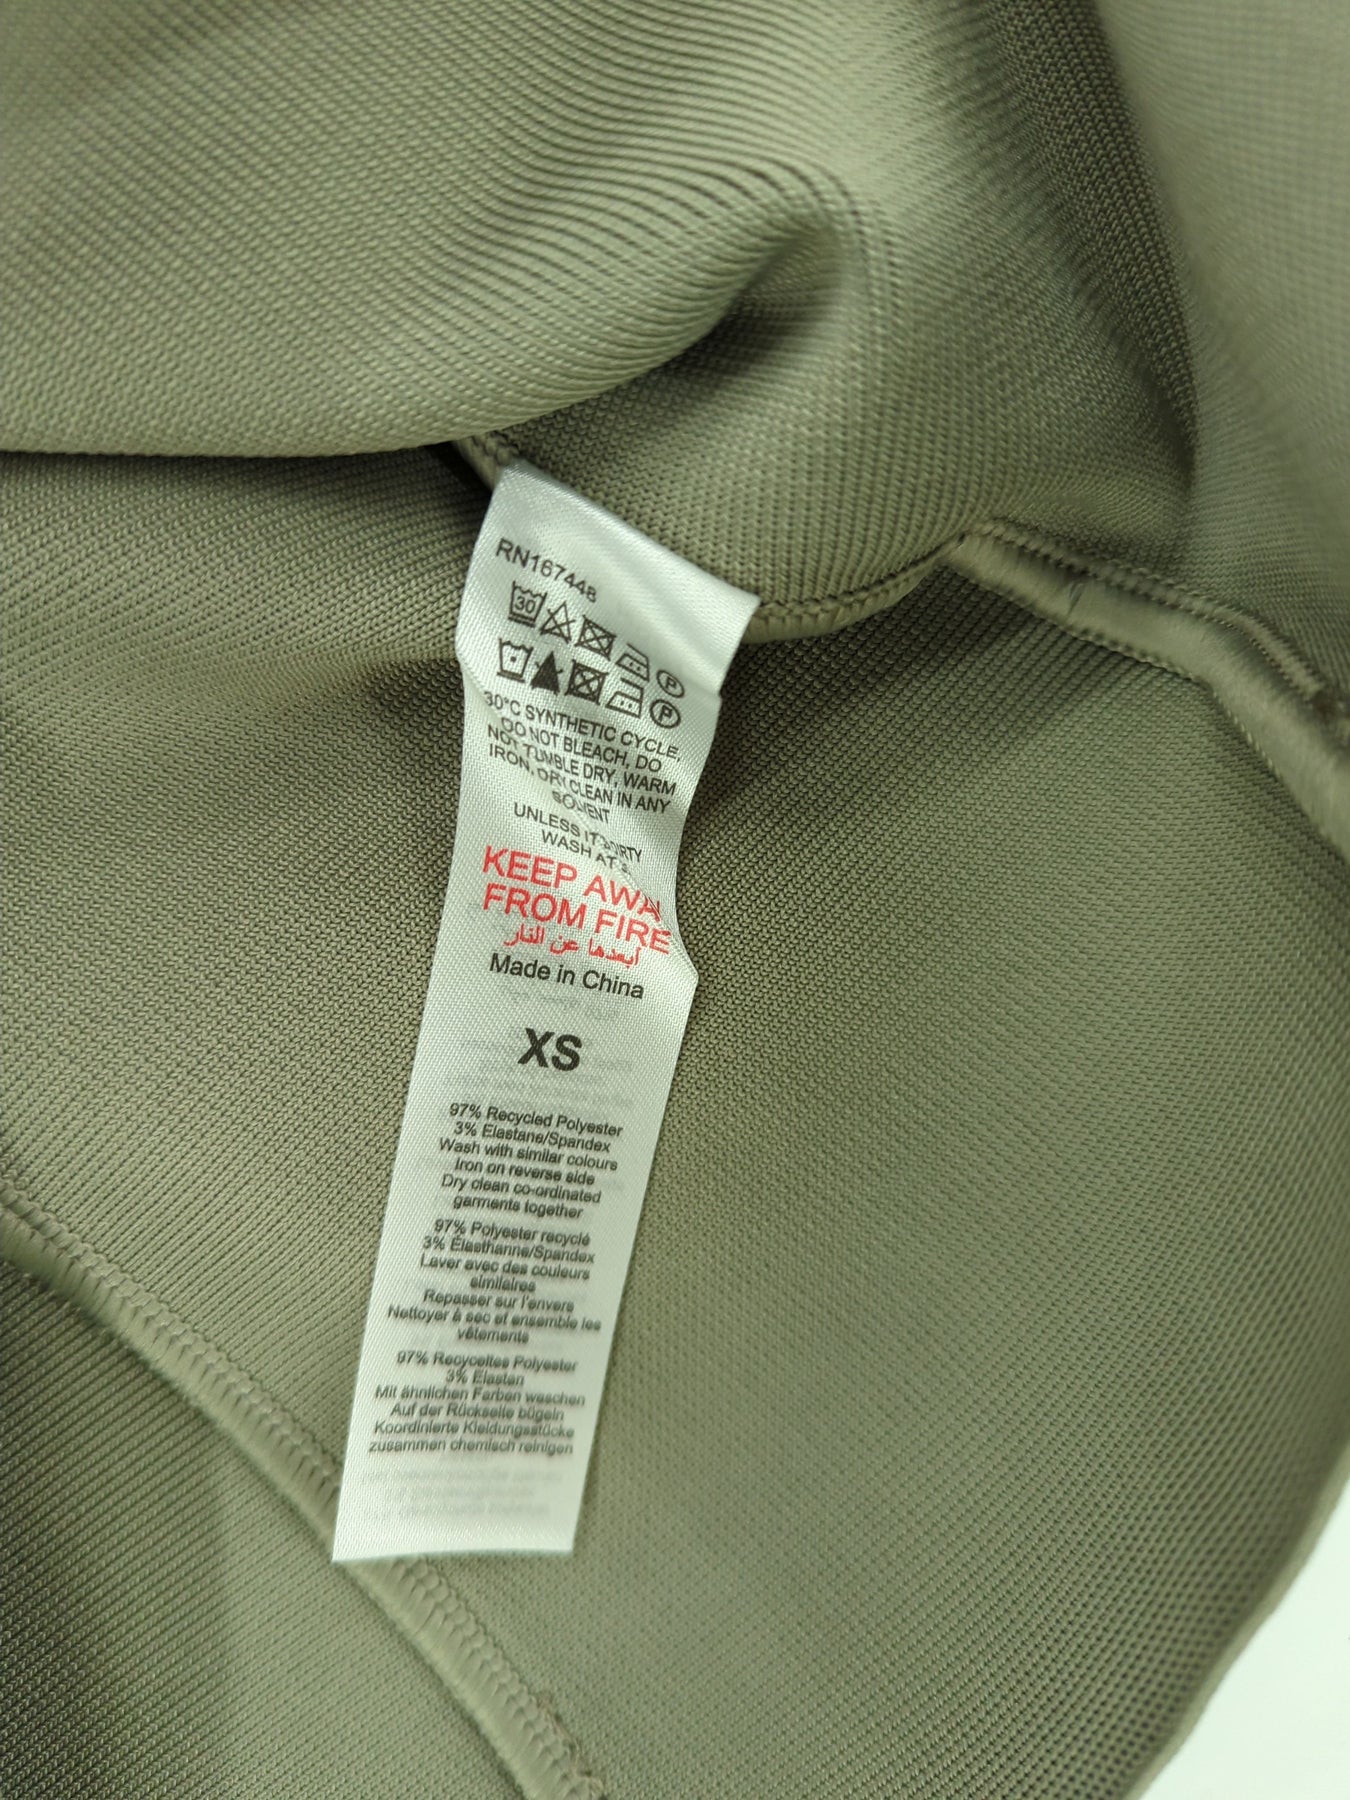 RN167448
30
30°C SYNTHETIC CYCLE,
DO NOT BLEACH, DO
NOT TUMBLE DRY, WARM
IRON, DRY CLEAN IN ANY
SOLVENT
UNLESS IT'S DIRTY
WASH AT
KEEP AWAY
FROM FIRE
أبعدها عن النار
Made in China
XS
97% Recycled Polyester
3% Elastane/Spandex
Wash with similar colours
Iron on reverse side
Dry clean co-ordinated
garments together
97% Polyester recyclé
3% Élasthanne/Spandex
Laver avec des couleurs
similaires
Repasser sur l'envers
Nettoyer à sec et ensemble les
vêtements
97% Recyceltes Polyester
3% Elastan
Mit ähnlichen Farben waschen
Auf der Rückseite bügeln
Koordinierte Kleidungsstücke
zusammen chemisch reinigen